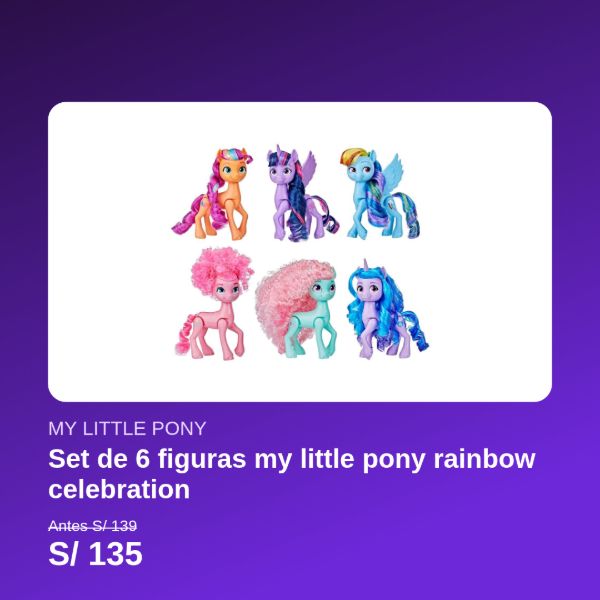 MY LITTLE PONY
Set de 6 figuras my little pony rainbow
celebration
Antes S/ 139
S/ 135